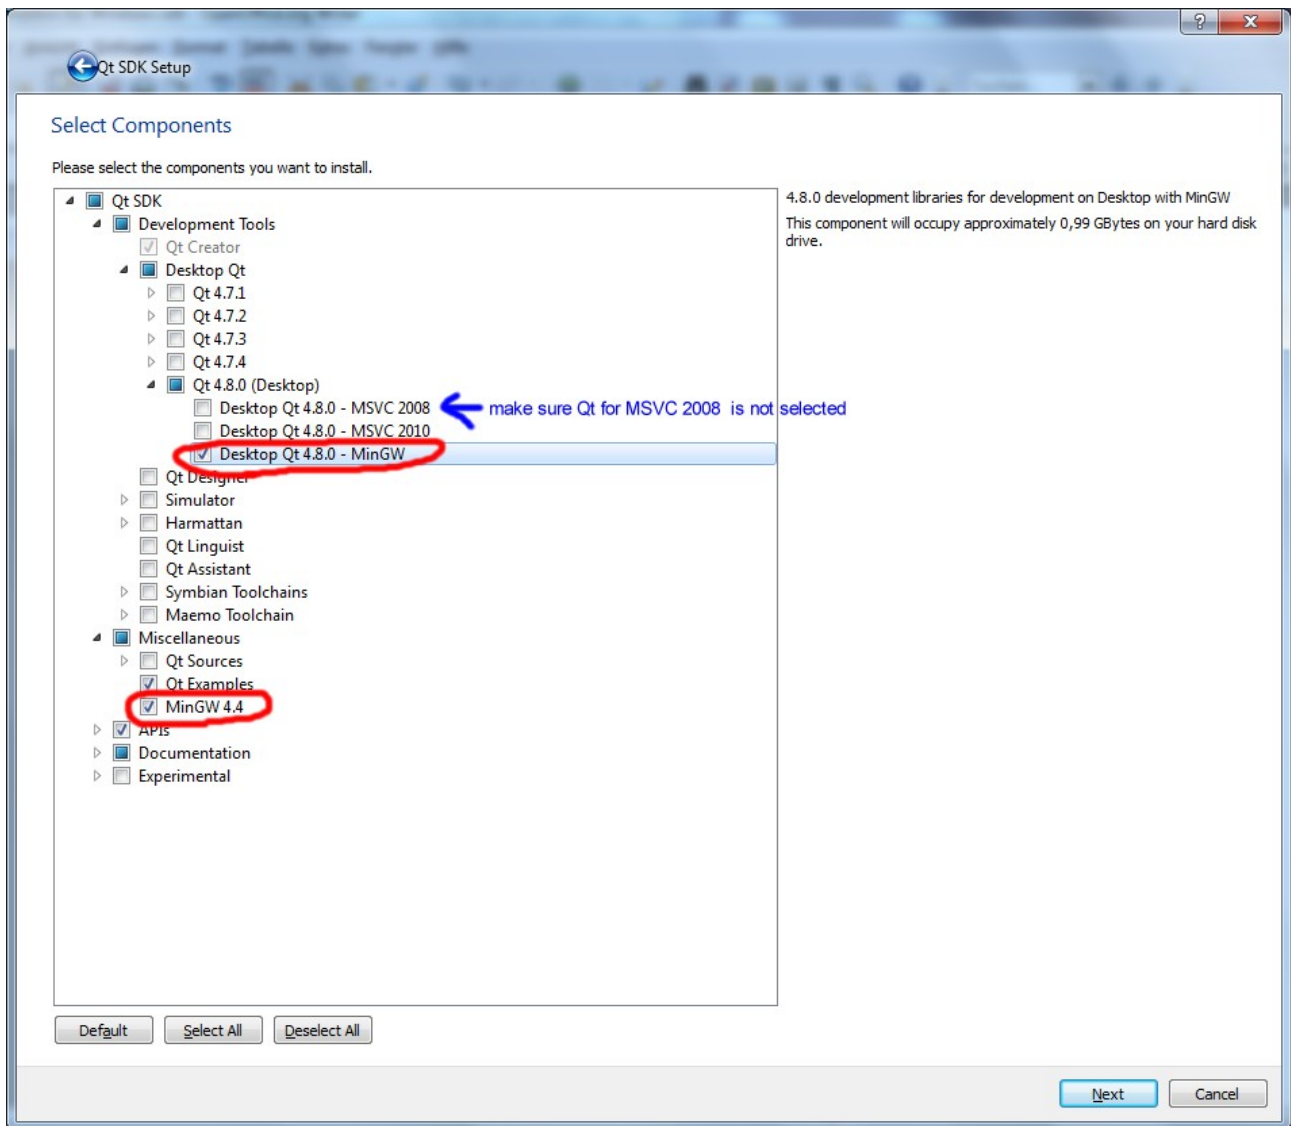 Qt SDK Setup
Select Components
Please select the components you want to install.
Qt SDK
Development Tools
Qt Creator
Desktop Qt
Qt 4.7.1
Qt 4.7.2
Qt 4.7.3
Qt 4.7.4
Qt 4.8.0 (Desktop)
Desktop Qt 4.8.0 - MSVC 2008
make sure Qt for MSVC 2008 is not selected
Desktop Qt 4.8.0 - MSVC 2010
Desktop Qt 4.8.0 - MinGW
Qt Designer
Simulator
Harmattan
Qt Linguist
Qt Assistant
Symbian Toolchains
Maemo Toolchain
Miscellaneous
Qt Sources
Qt Examples
MinGW 4.4
APIs
Documentation
Experimental
4.8.0 development libraries for development on Desktop with MinGW
This component will occupy approximately 0,99 GBytes on your hard disk
drive.
Default
Select All
Deselect All
Next
Cancel